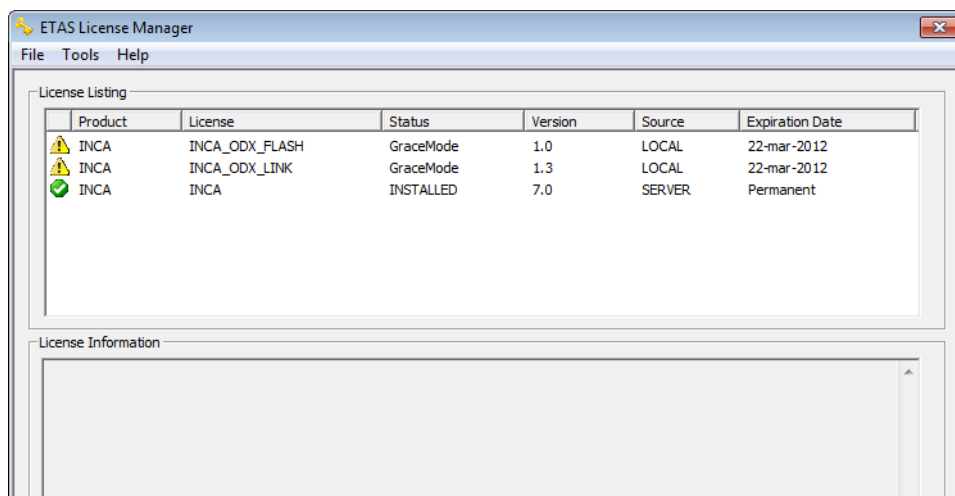 ETAS License Manager
File Tools Help
License Listing
Product License Status Version Source Expiration Date
INCA INCA_ODX_FLASH GraceMode 1.0 LOCAL 22-mar-2012
INCA INCA_ODX_LINK GraceMode 1.3 LOCAL 22-mar-2012
INCA INCA INSTALLED 7.0 SERVER Permanent
License Information